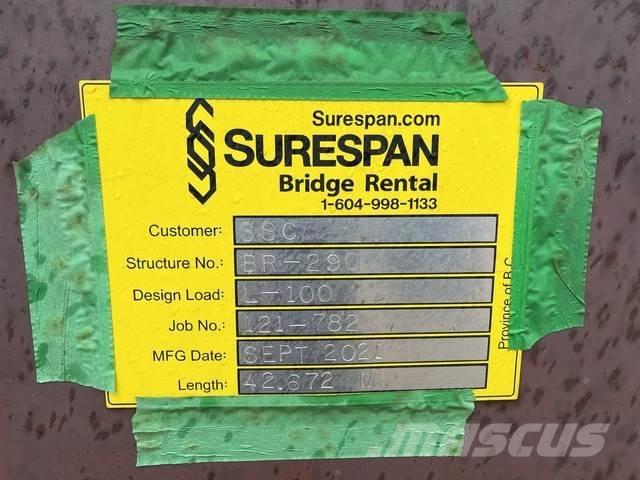 Surespan.com
SURESPAN
Bridge Rental
1-604-998-1133
Customer: SSC
Structure No.: BR-290
Design Load: L-100
Job No.: 121-782
MFG Date: SEPT 2021
Length: 42.672 M
Province of B.C.
mascus